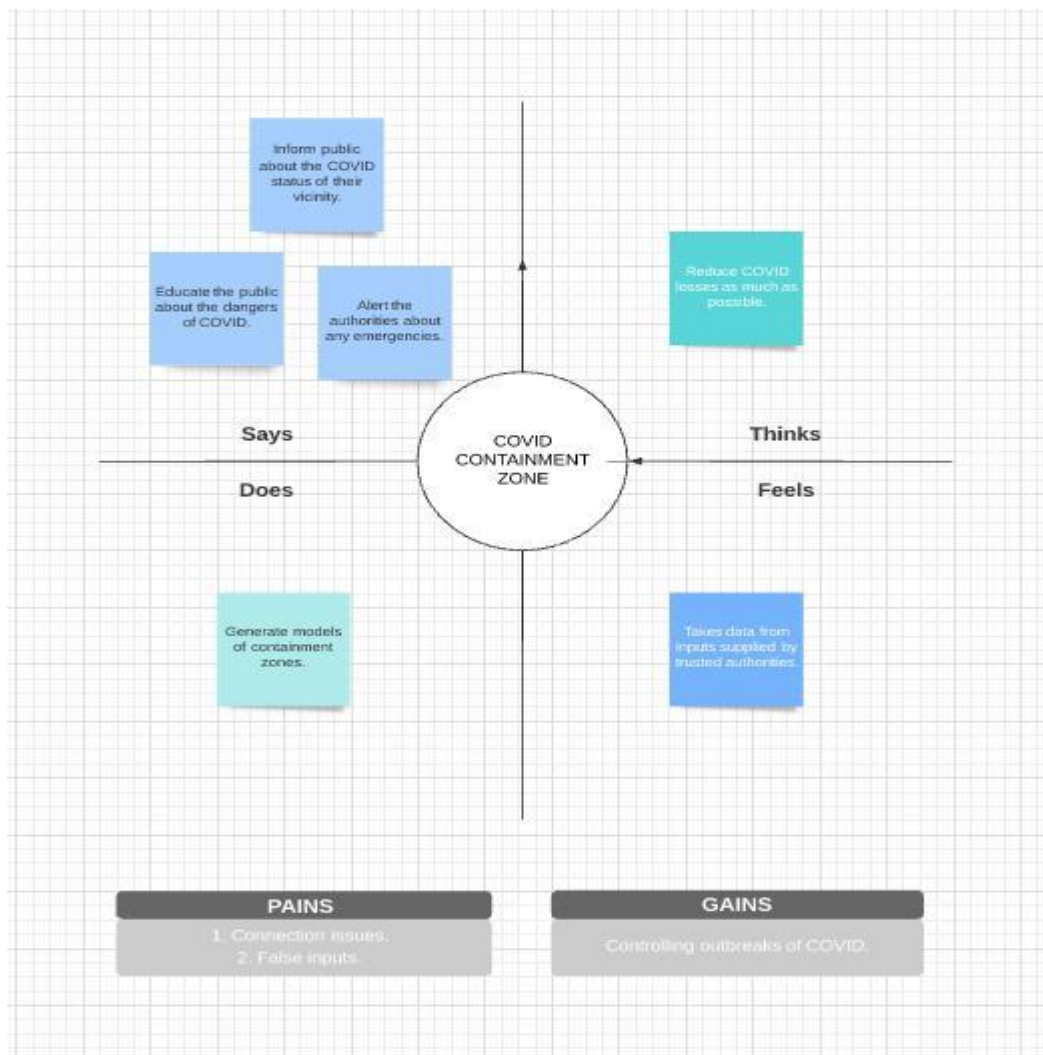 Inform public
about the COVID
status of their
vicinity.
Educate the public
about the dangers
of COVID.
Alert the
authorities about
any emergencies.
Reduce COVID
losses as much as
possible.
Says
Thinks
COVID
CONTAINMENT
ZONE
Does
Feels
Generate models
of containment
zones.
Takes data from
inputs supplied by
trusted authorities.
PAINS
1. Connection issues.
2. False inputs.
GAINS
Controlling outbreaks of COVID.